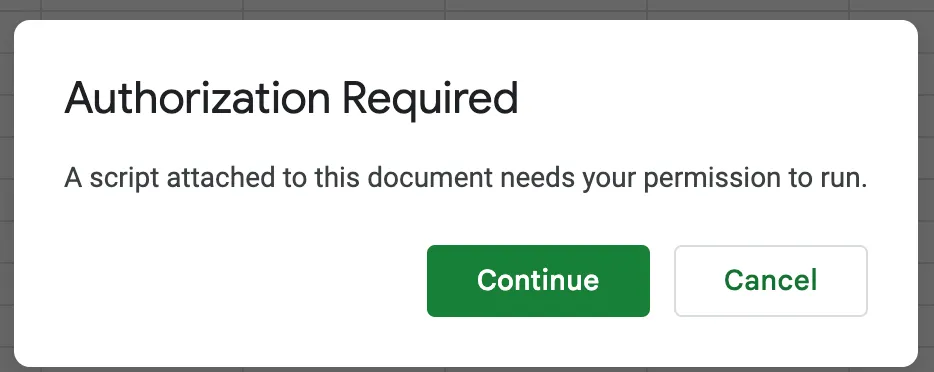 Authorization Required
A script attached to this document needs your permission to run.
Continue
Cancel